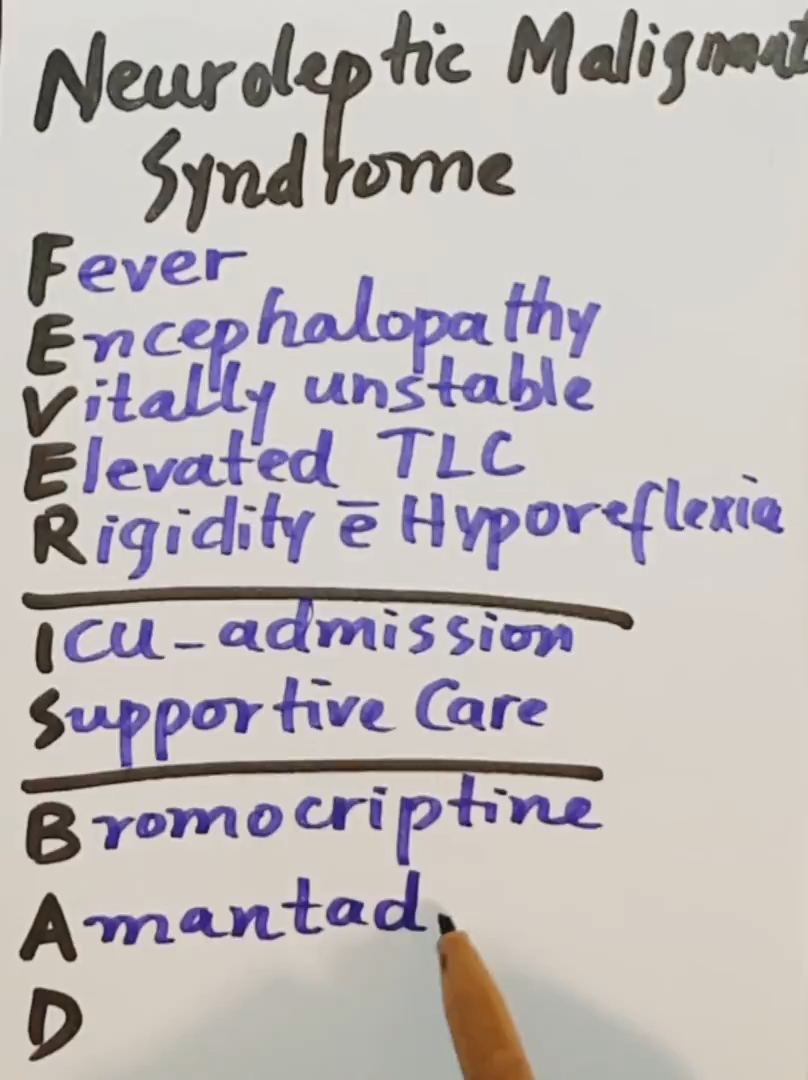 Neuroleptic Malignant
Syndrome
Fever
Encephalopathy
Vitally unstable
Elevated TLC
Rigidity ē Hyporeflexia
ICU-admission
Supportive Care
Bromocriptine
Amantad
D